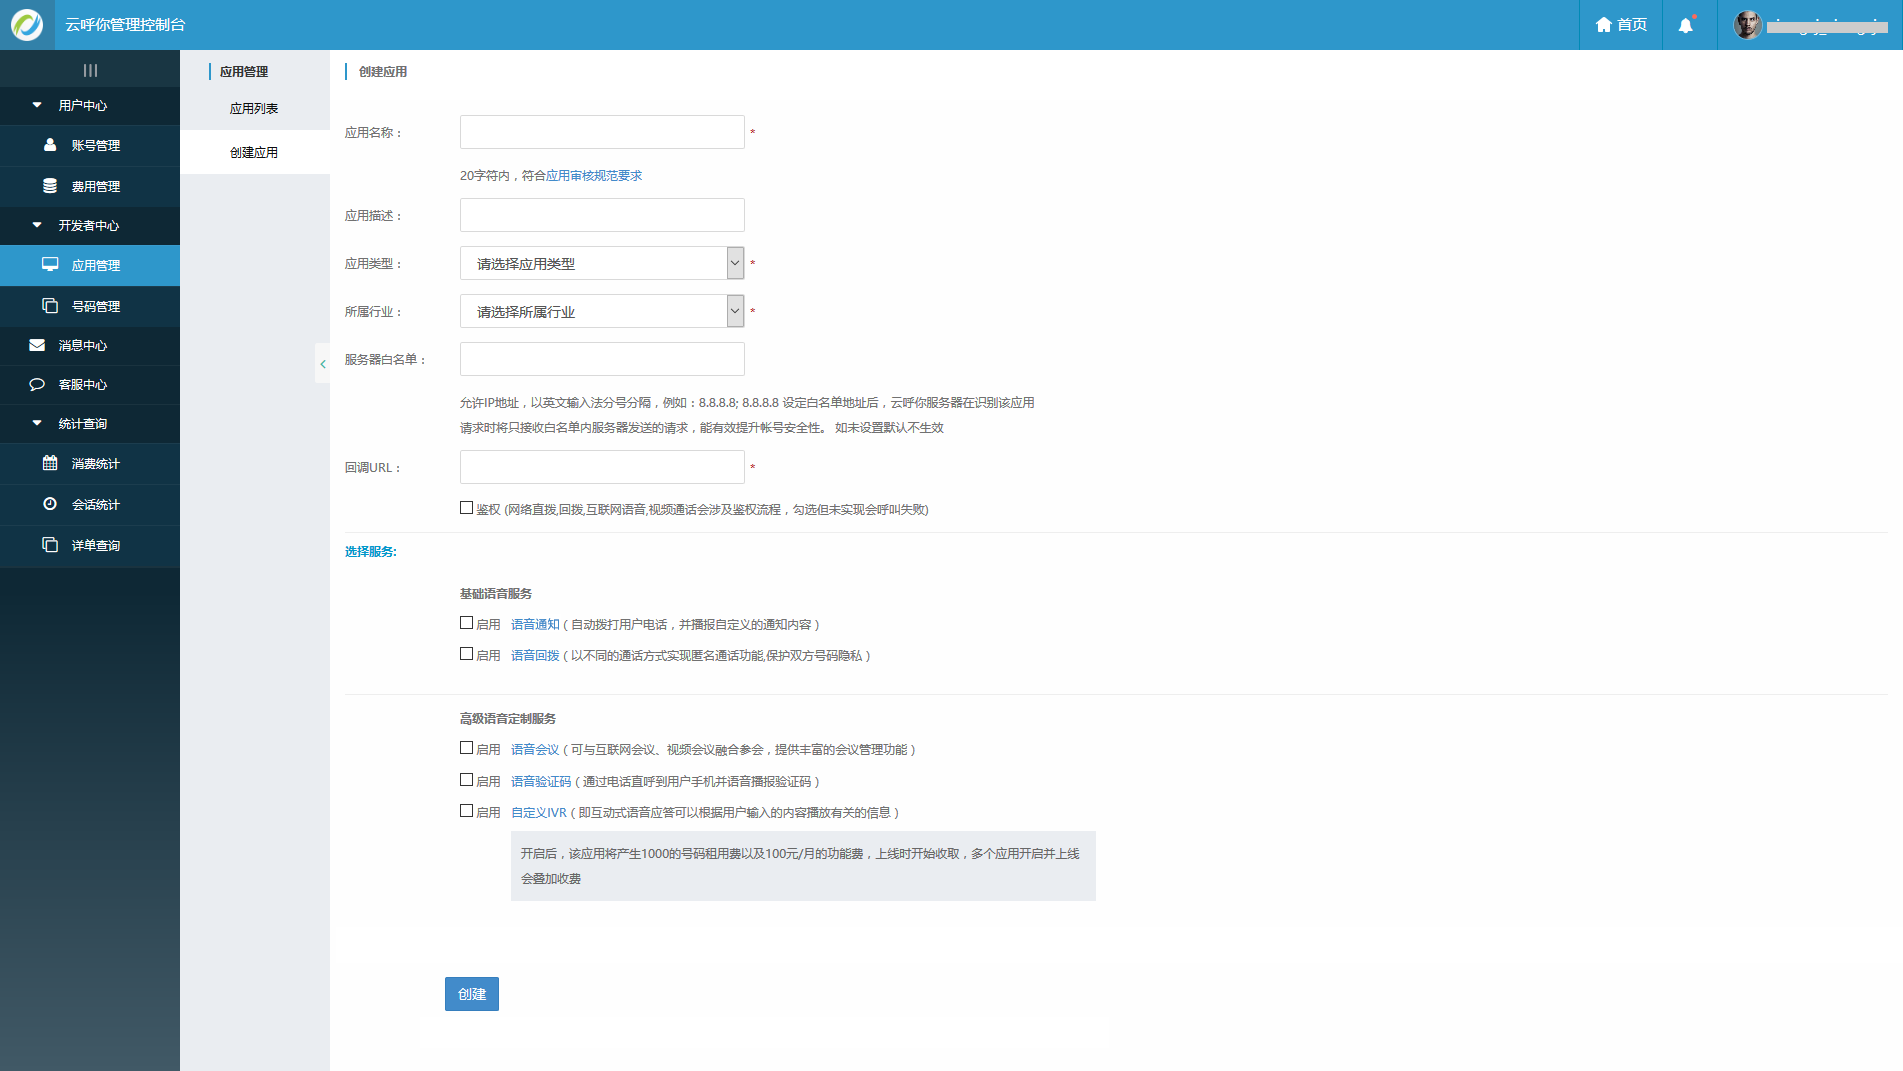 云呼你管理控制台
首页
用户中心
账号管理
费用管理
开发者中心
应用管理
号码管理
消息中心
客服中心
统计查询
消费统计
会话统计
详单查询
应用管理
应用列表
创建应用
创建应用
应用名称：
*
20字符内，符合应用审核规范要求
应用描述：
应用类型：
请选择应用类型
*
所属行业：
请选择所属行业
*
服务器白名单：
允许IP地址，以英文输入法分号分隔，例如：8.8.8.8; 8.8.8.8 设定白名单地址后，云呼你服务器在识别该应用
请求时将只接收白名单内服务器发送的请求，能有效提升帐号安全性。 如未设置默认不生效
回调URL：
*
鉴权 (网络直拨,回拨,互联网语音,视频通话会涉及鉴权流程，勾选但未实现会呼叫失败)
选择服务:
基础语音服务
启用 语音通知（自动拨打用户电话，并播报自定义的通知内容）
启用 语音回拨（以不同的通话方式实现匿名通话功能,保护双方号码隐私）
高级语音定制服务
启用 语音会议（可与互联网会议、视频会议融合参会，提供丰富的会议管理功能）
启用 语音验证码（通过电话直呼到用户手机并语音播报验证码）
启用 自定义IVR（即互动式语音应答可以根据用户输入的内容播放有关的信息）
开启后，该应用将产生1000的号码租用费以及100元/月的功能费，上线时开始收取，多个应用开启并上线
会叠加收费
创建